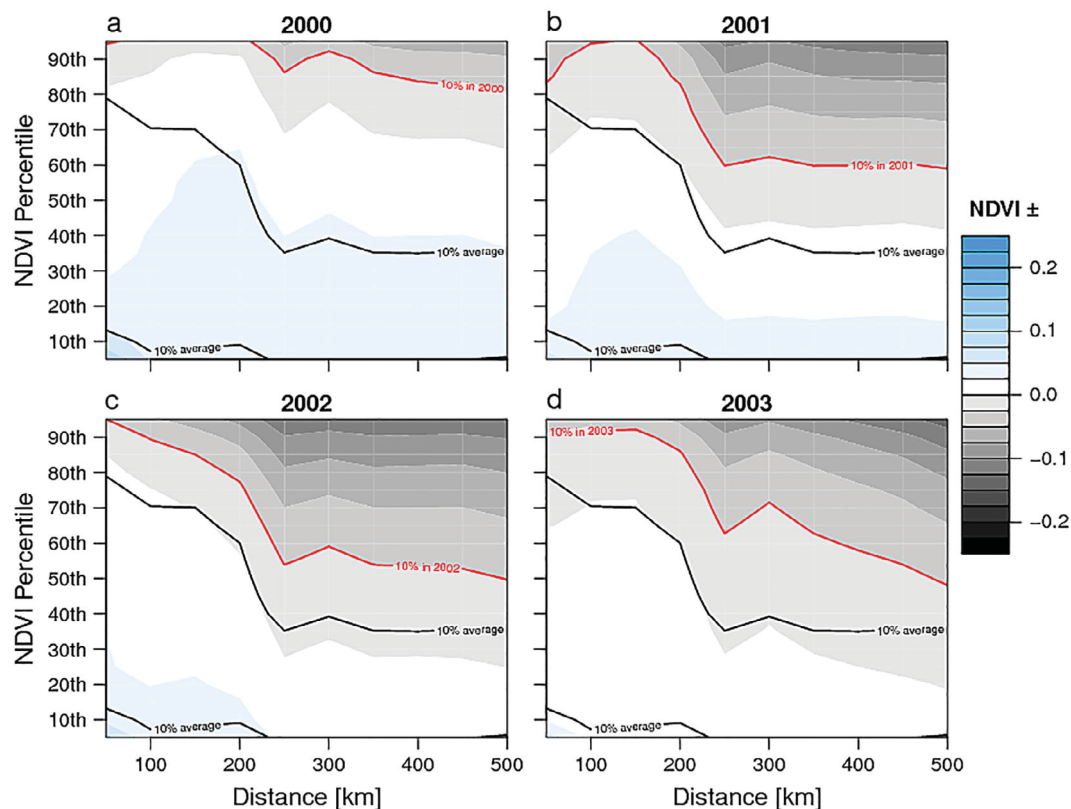 a
2000
b
2001
NDVI Percentile
90th
80th
70th
60th
50th
40th
30th
20th
10th
10% in 2000
10% average
10% average
10% in 2001
10% average
10% average
NDVI ±
0.2
0.1
0.0
−0.1
−0.2
c
2002
d
2003
NDVI Percentile
90th
80th
70th
60th
50th
40th
30th
20th
10th
10% in 2002
10% average
10% average
10% in 2003
10% average
10% average
100 200 300 400 500
100 200 300 400 500
Distance [km]
Distance [km]